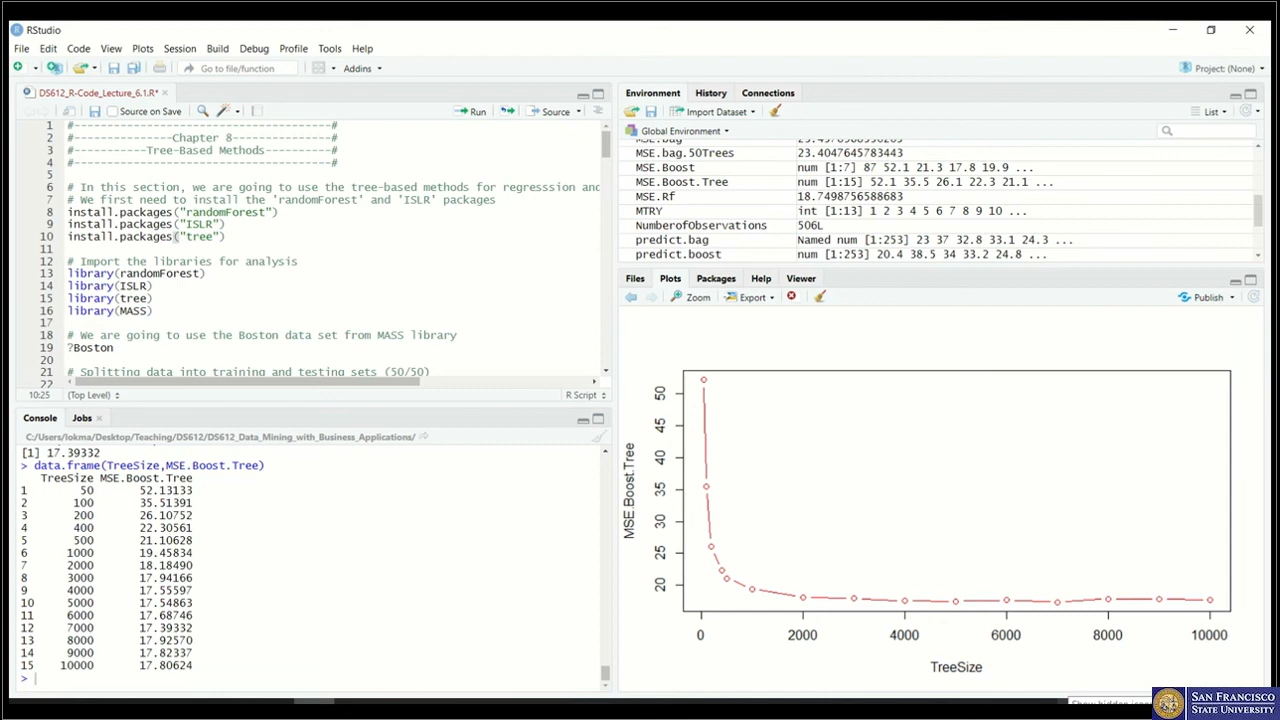 RStudio
File Edit Code View Plots Session Build Debug Profile Tools Help
Go to file/function Addins Project: (None)
DS612_R-Code_Lecture_6.1.R*
Source on Save Run Source
1 #-------------------------------------#
2 #---------------Chapter 8---------------#
3 #-----------Tree-Based Methods----------#
4 #-------------------------------------#
5
6 # In this section, we are going to use the tree-based methods for regresssion and
7 # We first need to install the 'randomForest' and 'ISLR' packages
8 install.packages("randomForest")
9 install.packages("ISLR")
10 install.packages("tree")
11
12 # Import the libraries for analysis
13 library(randomForest)
14 library(ISLR)
15 library(tree)
16 library(MASS)
17
18 # We are going to use the Boston data set from MASS library
19 ?Boston
20
21 # Splitting data into training and testing sets (50/50)
22
10:25 (Top Level) R Script
Console Jobs
C:/Users/lokma/Desktop/Teaching/DS612/DS612_Data_Mining_with_Business_Applications/
[1] 17.39332
> data.frame(TreeSize,MSE.Boost.Tree)
TreeSize MSE.Boost.Tree
1 50 52.13133
2 100 35.51391
3 200 26.10752
4 400 22.30561
5 500 21.10628
6 1000 19.45834
7 2000 18.18490
8 3000 17.94166
9 4000 17.55597
10 5000 17.54863
11 6000 17.68746
12 7000 17.39332
13 8000 17.92570
14 9000 17.82337
15 10000 17.80624
>
Environment History Connections
Import Dataset List
Global Environment
MSE.bag
MSE.bag.50Trees 23.4047645783443
MSE.Boost num [1:7] 87 52.1 21.3 17.8 19.9 ...
MSE.Boost.Tree num [1:15] 52.1 35.5 26.1 22.3 21.1 ...
MSE.Rf 18.7498756588683
MTRY int [1:13] 1 2 3 4 5 6 7 8 9 10 ...
NumberofObservations 506L
predict.bag Named num [1:253] 23 37 32.8 33.1 24.3 ...
predict.boost num [1:253] 20.4 38.5 34 33.2 24.8 ...
Files Plots Packages Help Viewer
Zoom Export Publish
MSE.Boost.Tree
50
45
40
35
30
25
20
0 2000 4000 6000 8000 10000
TreeSize
SAN FRANCISCO
STATE UNIVERSITY